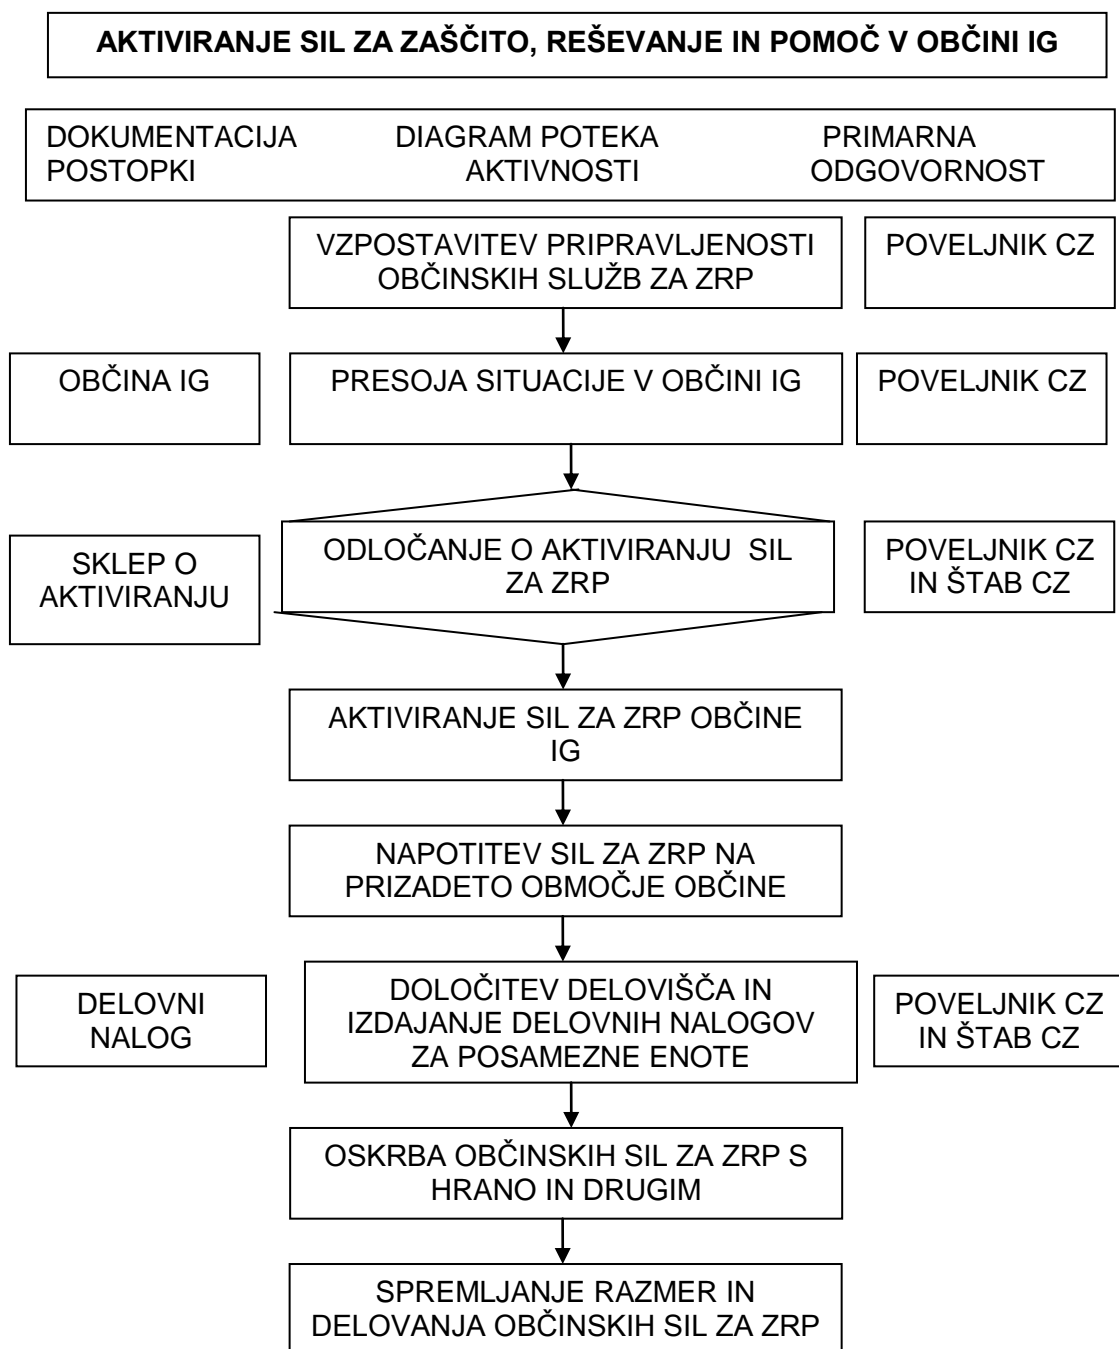 AKTIVIRANJE SIL ZA ZAŠČITO, REŠEVANJE IN POMOČ V OBČINI IG
DOKUMENTACIJA DIAGRAM POTEKA PRIMARNA
POSTOPKI AKTIVNOSTI ODGOVORNOST
VZPOSTAVITEV PRIPRAVLJENOSTI
OBČINSKIH SLUŽB ZA ZRP
POVELJNIK CZ
OBČINA IG
PRESOJA SITUACIJE V OBČINI IG
POVELJNIK CZ
SKLEP O
AKTIVIRANJU
ODLOČANJE O AKTIVIRANJU SIL
ZA ZRP
POVELJNIK CZ
IN ŠTAB CZ
AKTIVIRANJE SIL ZA ZRP OBČINE
IG
NAPOTITEV SIL ZA ZRP NA
PRIZADETO OBMOČJE OBČINE
DELOVNI
NALOG
DOLOČITEV DELOVIŠČA IN
IZDAJANJE DELOVNIH NALOGOV
ZA POSAMEZNE ENOTE
POVELJNIK CZ
IN ŠTAB CZ
OSKRBA OBČINSKIH SIL ZA ZRP S
HRANO IN DRUGIM
SPREMLJANJE RAZMER IN
DELOVANJA OBČINSKIH SIL ZA ZRP